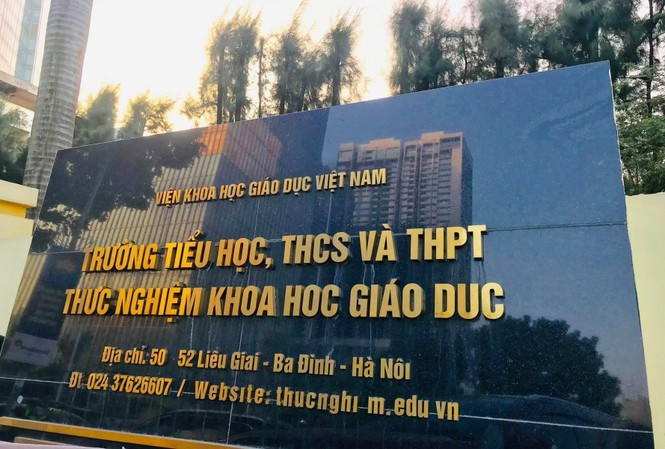 VIỆN KHOA HỌC GIÁO DỤC VIỆT NAM
TRƯỜNG TIỂU HỌC, THCS VÀ THPT
THỰC NGHIỆM KHOA HỌC GIÁO DỤC
Địa chỉ: 50 52 Liễu Giai - Ba Đình - Hà Nội
Đt 024 37626607 / Website: thucnghi m.edu.vn